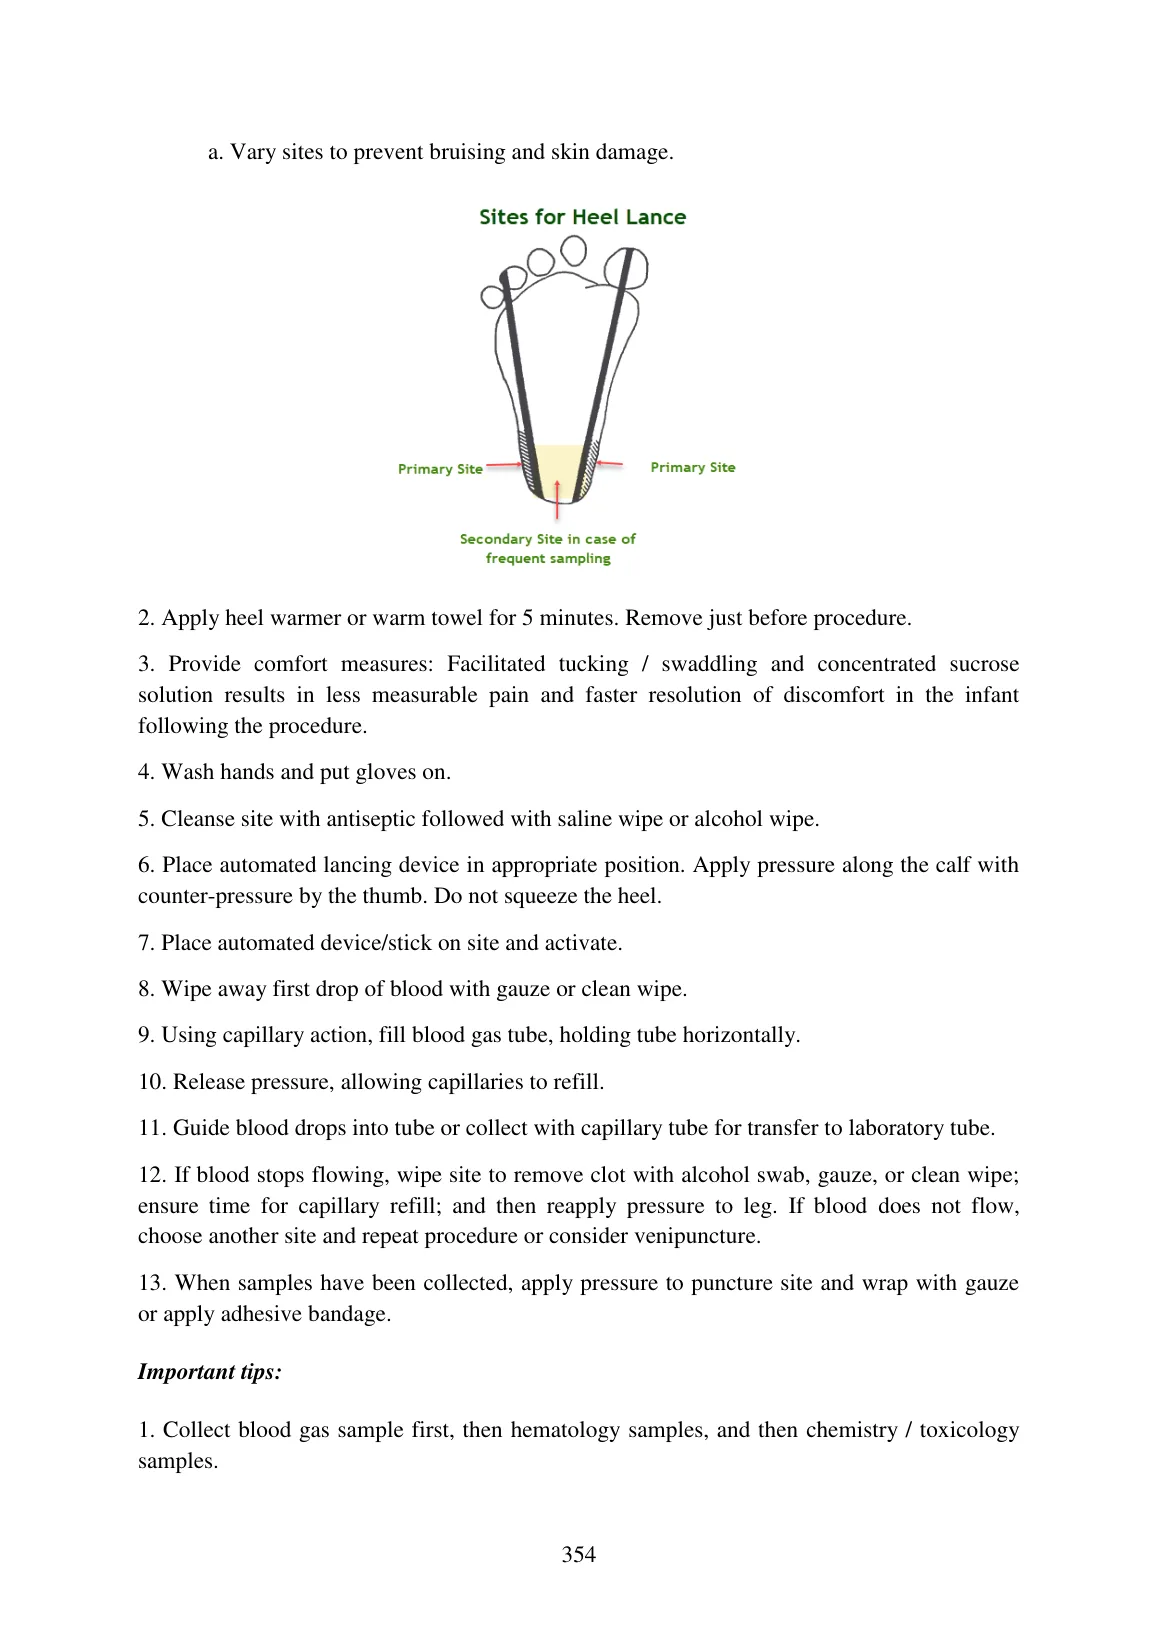 a. Vary sites to prevent bruising and skin damage.
Sites for Heel Lance
Primary Site
Primary Site
Secondary Site in case of
frequent sampling
2. Apply heel warmer or warm towel for 5 minutes. Remove just before procedure.
3. Provide comfort measures: Facilitated tucking / swaddling and concentrated sucrose
solution results in less measurable pain and faster resolution of discomfort in the infant
following the procedure.
4. Wash hands and put gloves on.
5. Cleanse site with antiseptic followed with saline wipe or alcohol wipe.
6. Place automated lancing device in appropriate position. Apply pressure along the calf with
counter-pressure by the thumb. Do not squeeze the heel.
7. Place automated device/stick on site and activate.
8. Wipe away first drop of blood with gauze or clean wipe.
9. Using capillary action, fill blood gas tube, holding tube horizontally.
10. Release pressure, allowing capillaries to refill.
11. Guide blood drops into tube or collect with capillary tube for transfer to laboratory tube.
12. If blood stops flowing, wipe site to remove clot with alcohol swab, gauze, or clean wipe;
ensure time for capillary refill; and then reapply pressure to leg. If blood does not flow,
choose another site and repeat procedure or consider venipuncture.
13. When samples have been collected, apply pressure to puncture site and wrap with gauze
or apply adhesive bandage.
Important tips:
1. Collect blood gas sample first, then hematology samples, and then chemistry / toxicology
samples.
354